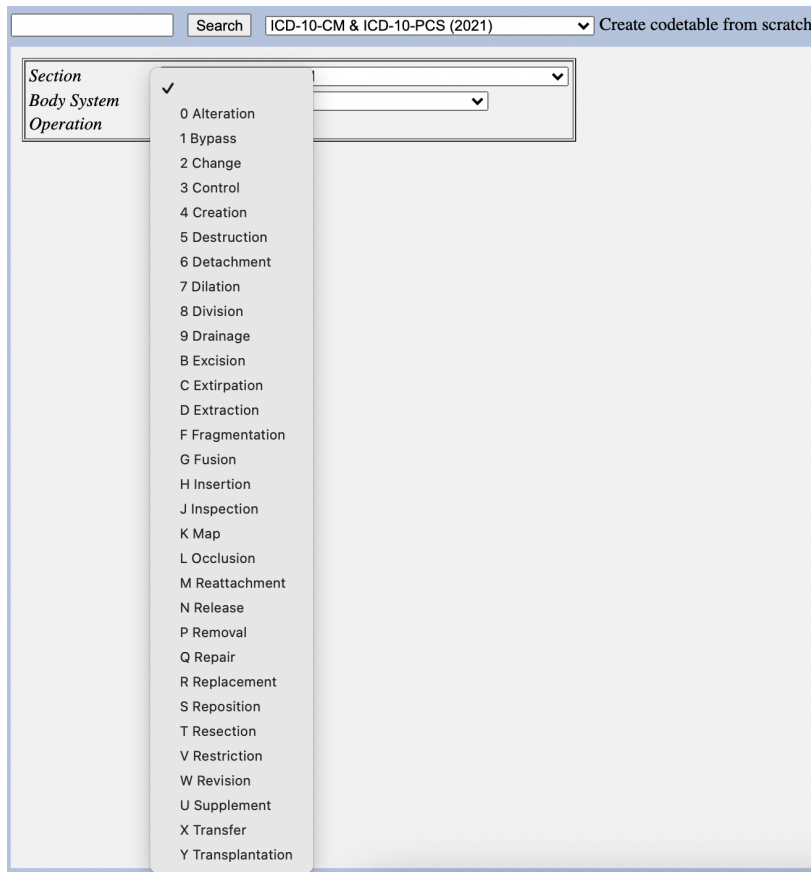 Search ICD-10-CM & ICD-10-PCS (2021) Create codetable from scratch
Section
Body System
Operation
0 Alteration
1 Bypass
2 Change
3 Control
4 Creation
5 Destruction
6 Detachment
7 Dilation
8 Division
9 Drainage
B Excision
C Extirpation
D Extraction
F Fragmentation
G Fusion
H Insertion
J Inspection
K Map
L Occlusion
M Reattachment
N Release
P Removal
Q Repair
R Replacement
S Reposition
T Resection
V Restriction
W Revision
U Supplement
X Transfer
Y Transplantation